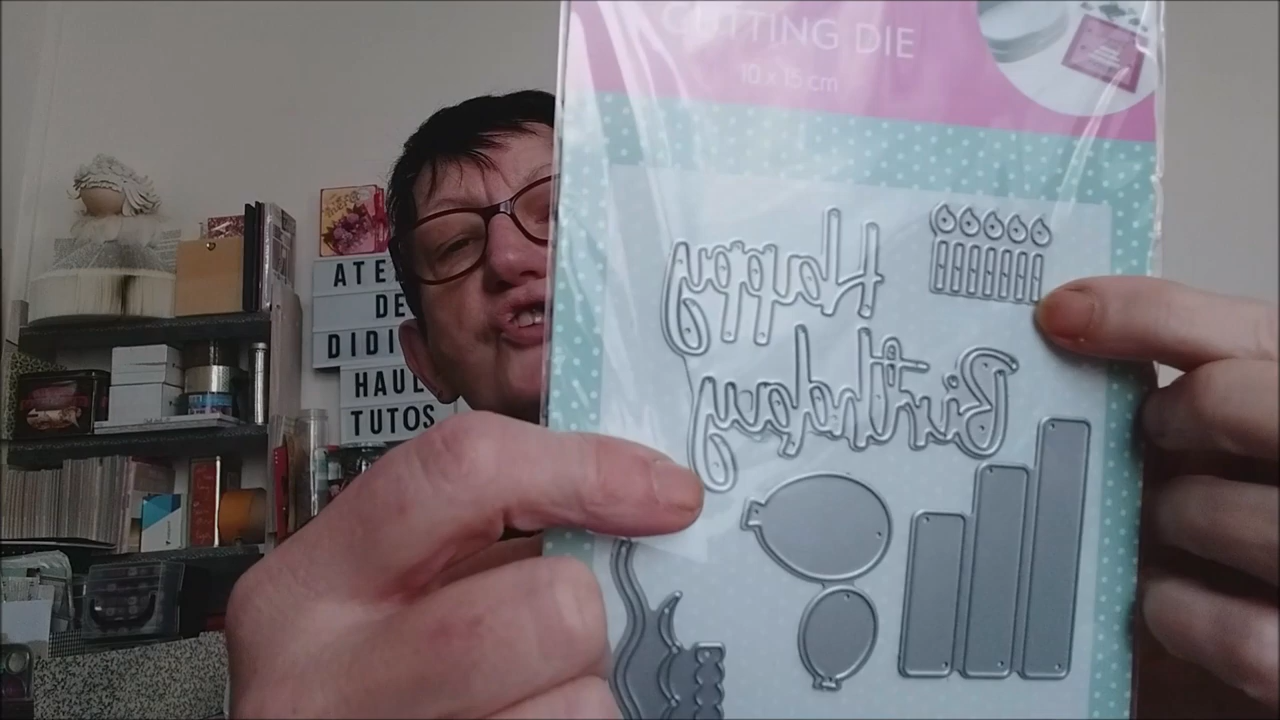 CUTTING DIE
10 x 15 cm
Happy
Birthday
ATE
DE
DIDI
HAUL
TUTOS